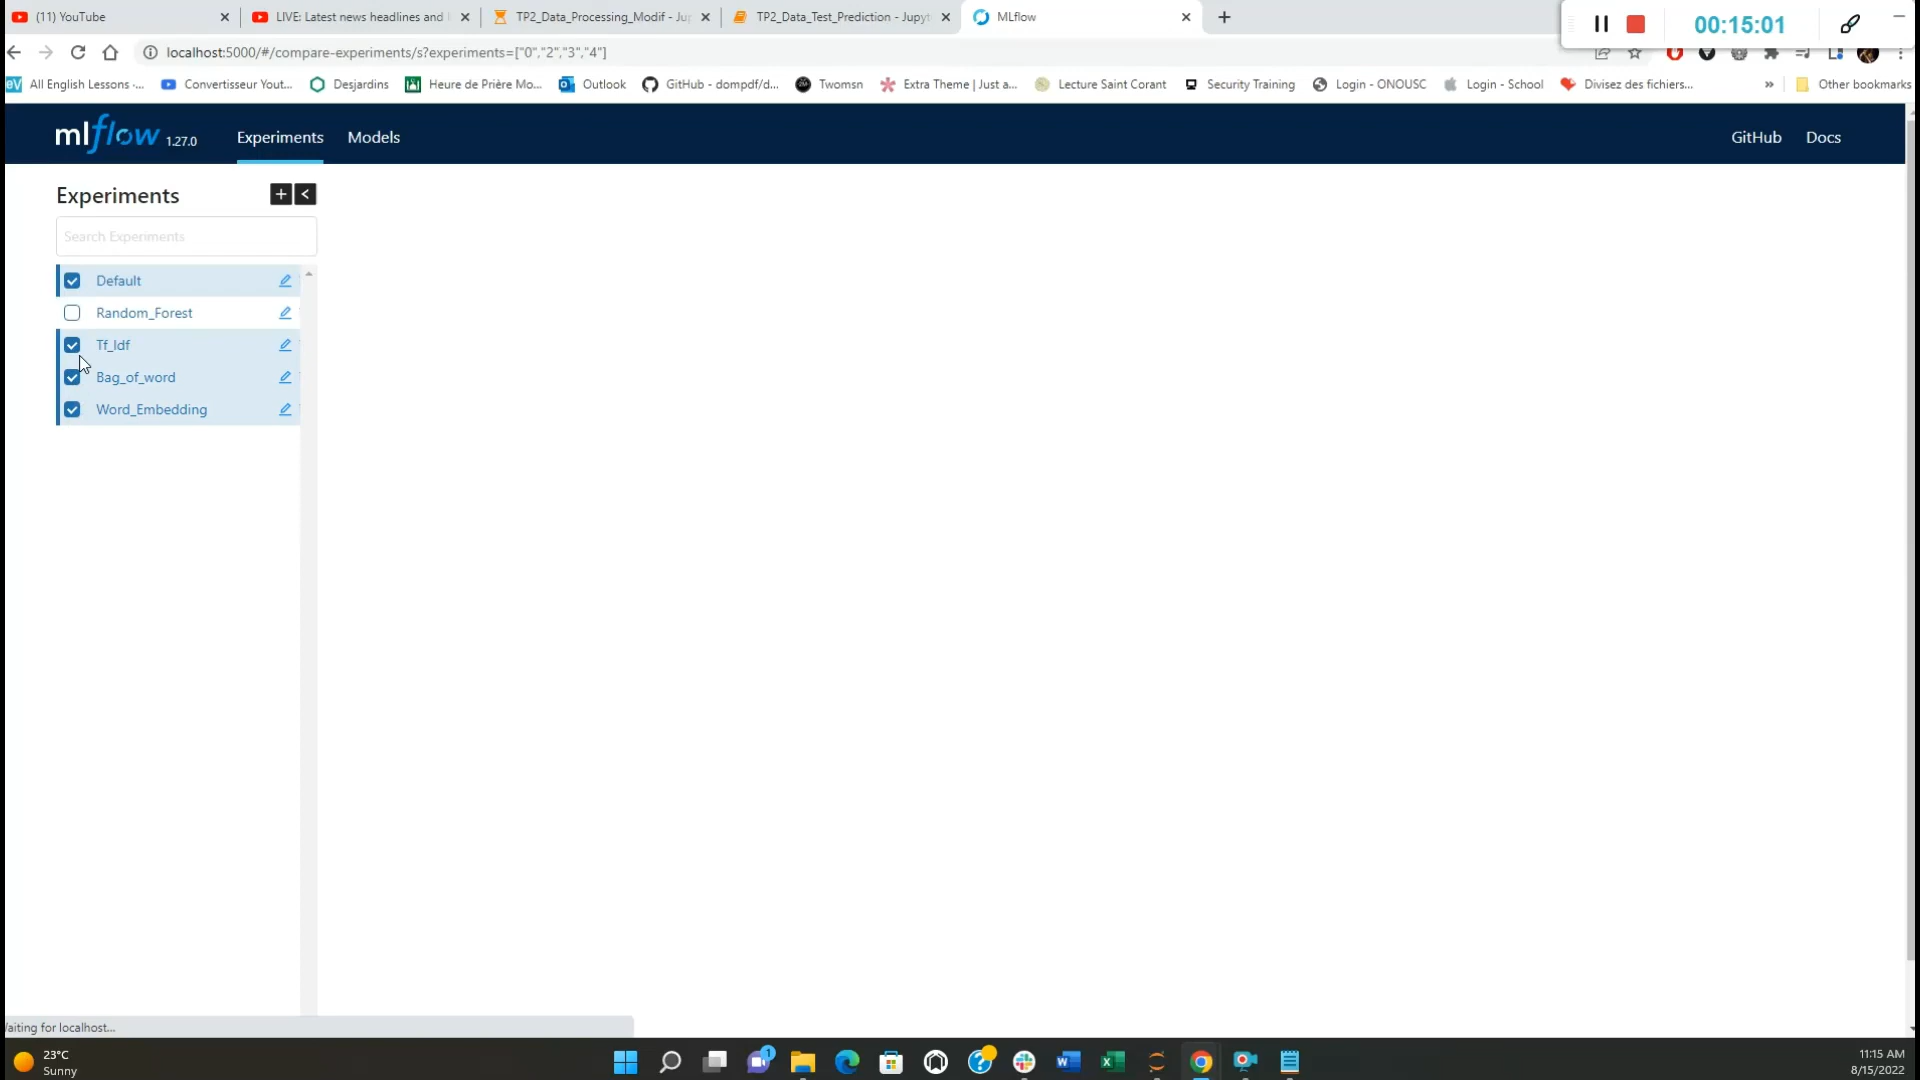 (11) YouTube
LIVE: Latest news headlines and
TP2_Data_Processing_Modif - Ju
TP2_Data_Test_Prediction - Jupyt
MLflow
00:15:01
localhost:5000/#/compare-experiments/s?experiments=["0","2","3","4"]
eV All English Lessons -...
Convertisseur Yout...
Desjardins
Heure de Prière Mo...
Outlook
GitHub - dompdf/d...
Twomsn
Extra Theme | Just a...
Lecture Saint Corant
Security Training
Login - ONOUSC
Login - School
Divisez des fichiers...
»
Other bookmarks
mlflow 1.27.0
Experiments
Models
GitHub
Docs
Experiments
+ <
Search Experiments
Default
Random_Forest
Tf_Idf
Bag_of_word
Word_Embedding
aiting for localhost...
23°C
Sunny
1
11:15 AM
8/15/2022